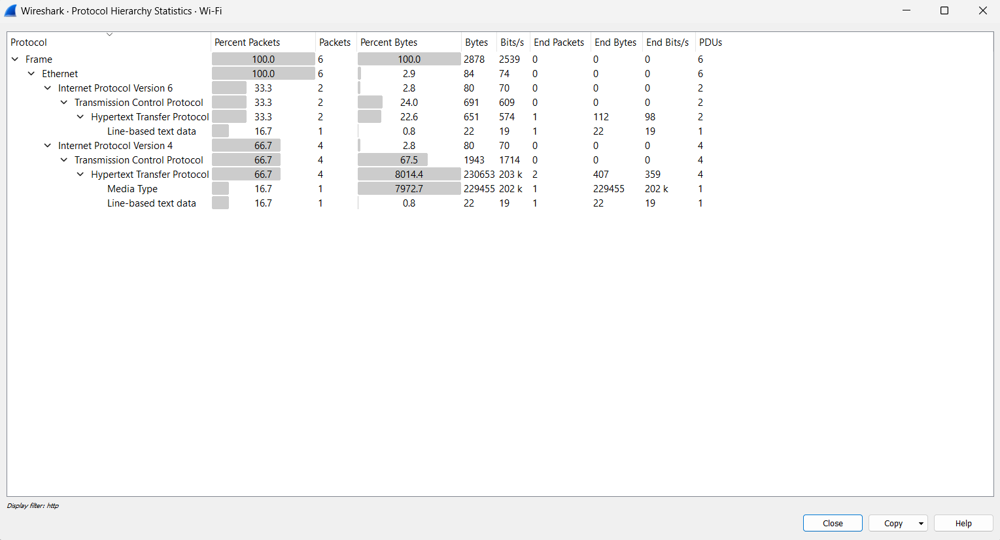 Wireshark · Protocol Hierarchy Statistics · Wi-Fi
Protocol Percent Packets Packets Percent Bytes Bytes Bits/s End Packets End Bytes End Bits/s PDUs
Frame 100.0 6 100.0 2878 2539 0 0 0 6
Ethernet 100.0 6 2.9 84 74 0 0 0 6
Internet Protocol Version 6 33.3 2 2.8 80 70 0 0 0 2
Transmission Control Protocol 33.3 2 24.0 691 609 0 0 0 2
Hypertext Transfer Protocol 33.3 2 22.6 651 574 1 112 98 2
Line-based text data 16.7 1 0.8 22 19 1 22 19 1
Internet Protocol Version 4 66.7 4 2.8 80 70 0 0 0 4
Transmission Control Protocol 66.7 4 67.5 1943 1714 0 0 0 4
Hypertext Transfer Protocol 66.7 4 8014.4 230653 203 k 2 407 359 4
Media Type 16.7 1 7972.7 229455 202 k 1 229455 202 k 1
Line-based text data 16.7 1 0.8 22 19 1 22 19 1
Display filter: http
Close Copy Help